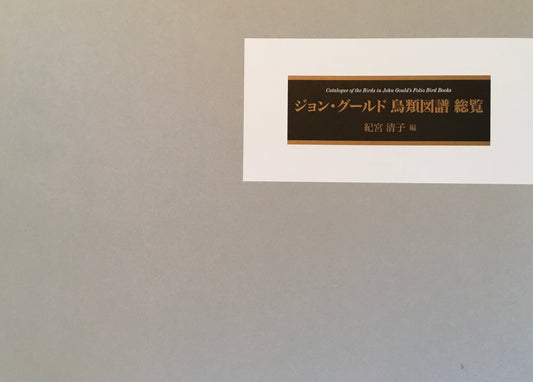 Catalogue of the Birds in John Gould's Folio Bird Books
ジョン・グールド 鳥類図譜 総覧
紀宮 清子 編